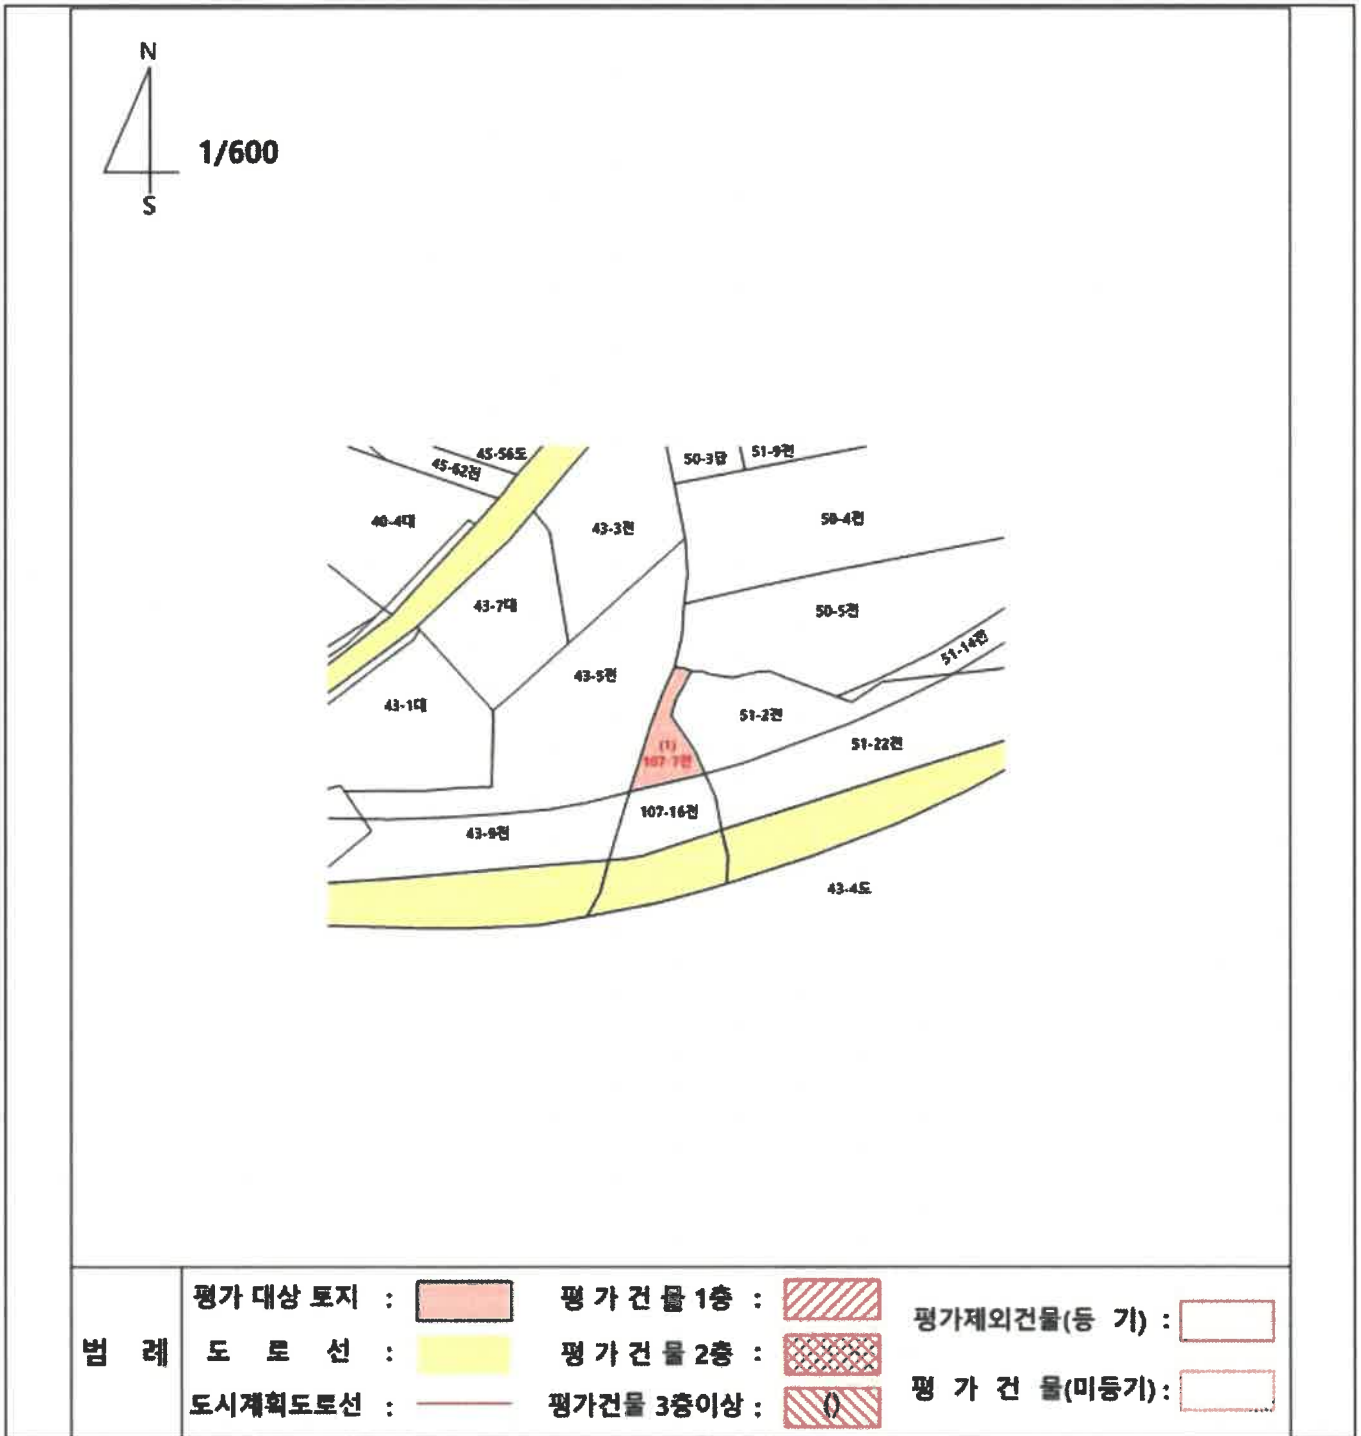 N
1/600
S
45-56도
45-62전
50-3답
51-9전
40-4대
43-3전
50-4전
43-7대
50-5전
51-14전
43-5전
43-1대
51-2전
(1)
107-7전
51-22전
107-16전
43-9전
43-4도
범 례
평가 대상 토지 :
평 가 건 물 1층 :
평가제외건물(등 기) :
도 로 선 :
평 가 건 물 2층 :
평 가 건 물(미등기) :
도시계획도로선 :
평가건물 3층이상 :
()